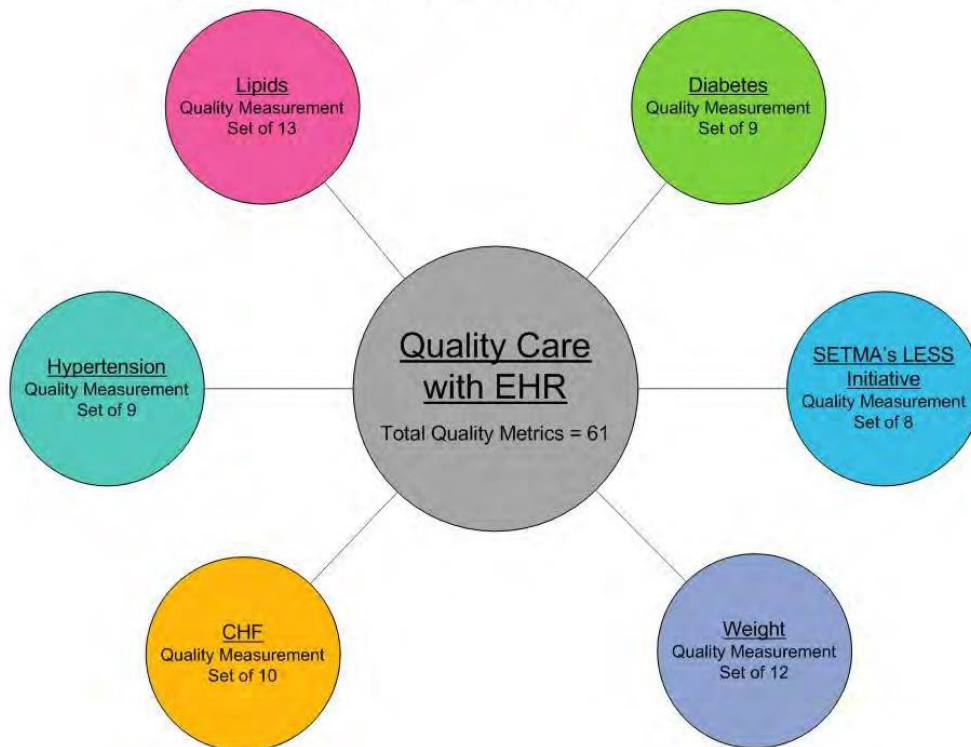 Lipids
Quality Measurement
Set of 13
Diabetes
Quality Measurement
Set of 9
Hypertension
Quality Measurement
Set of 9
Quality Care
with EHR
Total Quality Metrics = 61
SETMA's LESS
Initiative
Quality Measurement
Set of 8
CHF
Quality Measurement
Set of 10
Weight
Quality Measurement
Set of 12